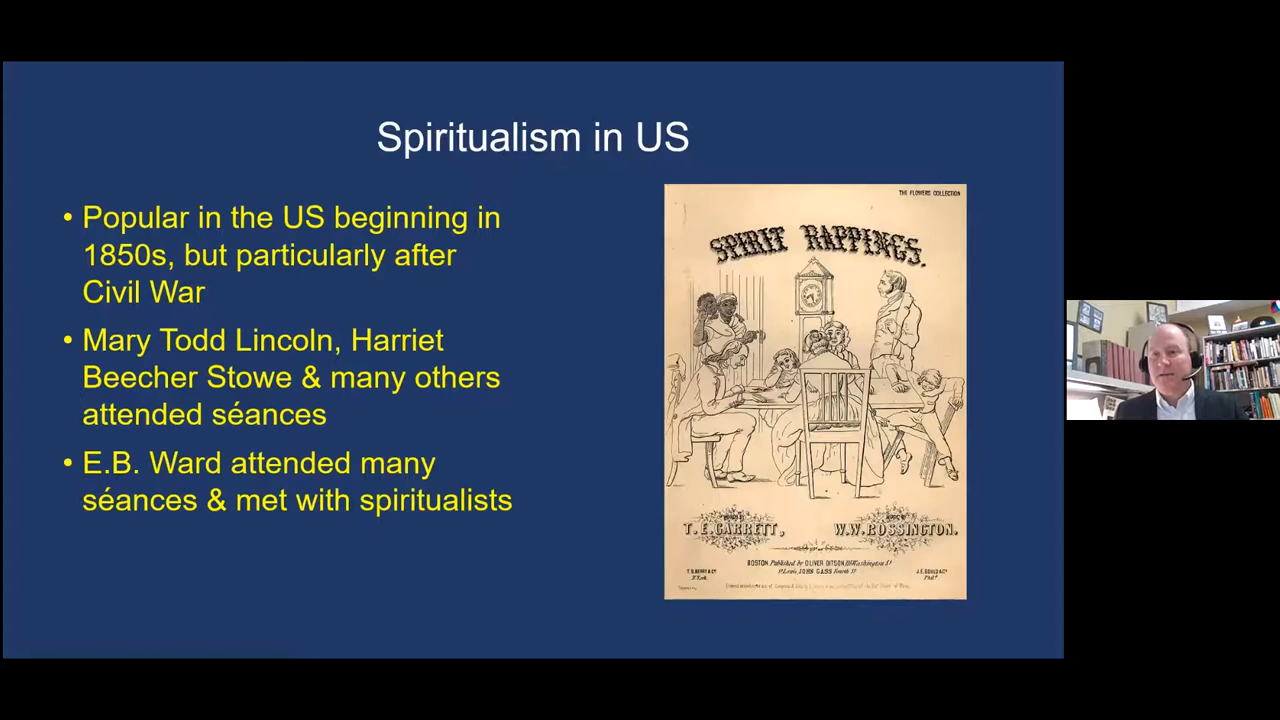 Spiritualism in US
• Popular in the US beginning in
1850s, but particularly after
Civil War
• Mary Todd Lincoln, Harriet
Beecher Stowe & many others
attended séances
• E.B. Ward attended many
séances & met with spiritualists
THE FLOWERS COLLECTION
SPIRIT RAPPINGS.
T. E. GARRETT,
W. W. ROSSINGTON.
BOSTON Published by OLIVER DITSON Washington St